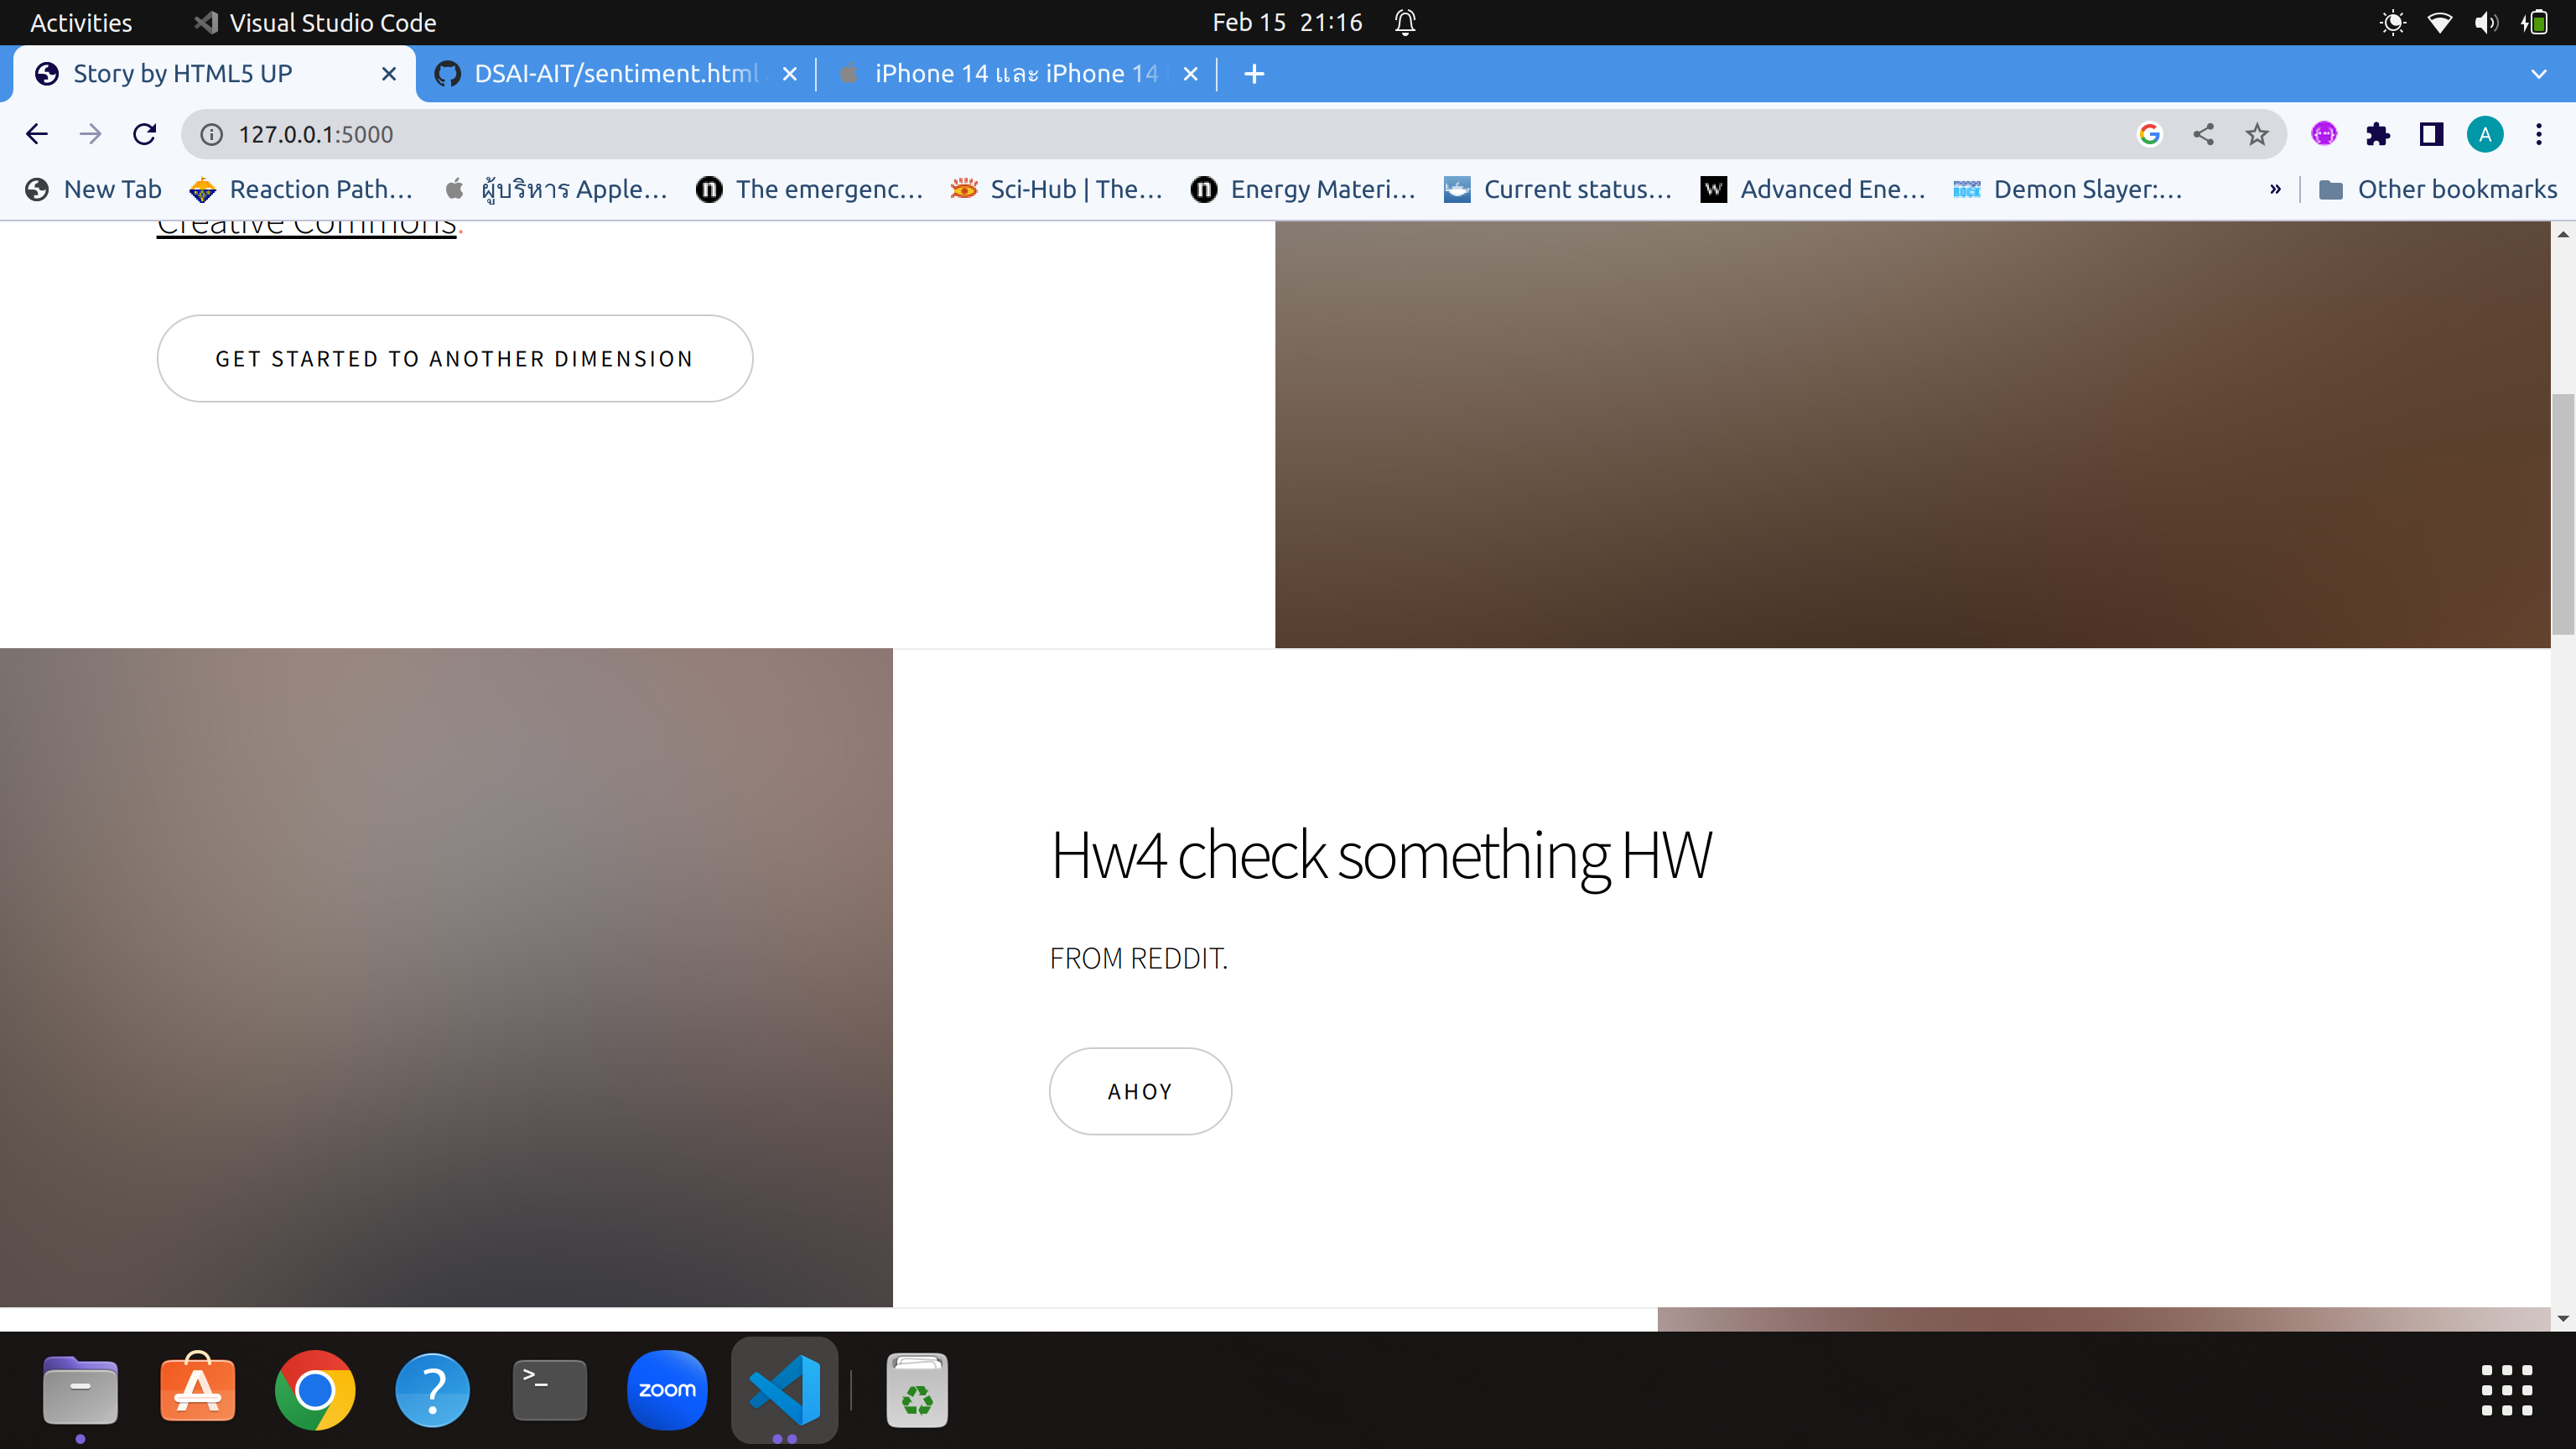 Activities Visual Studio Code Feb 15 21:16
Story by HTML5 UP DSAI-AIT/sentiment.html iPhone 14 และ iPhone 14
127.0.0.1:5000
New Tab Reaction Path... ผู้บริหาร Apple... The emergenc... Sci-Hub | The... Energy Materi... Current status... Advanced Ene... Demon Slayer:... » Other bookmarks
Creative Commons.
GET STARTED TO ANOTHER DIMENSION
Hw4 check something HW
FROM REDDIT.
AHOY
zoom